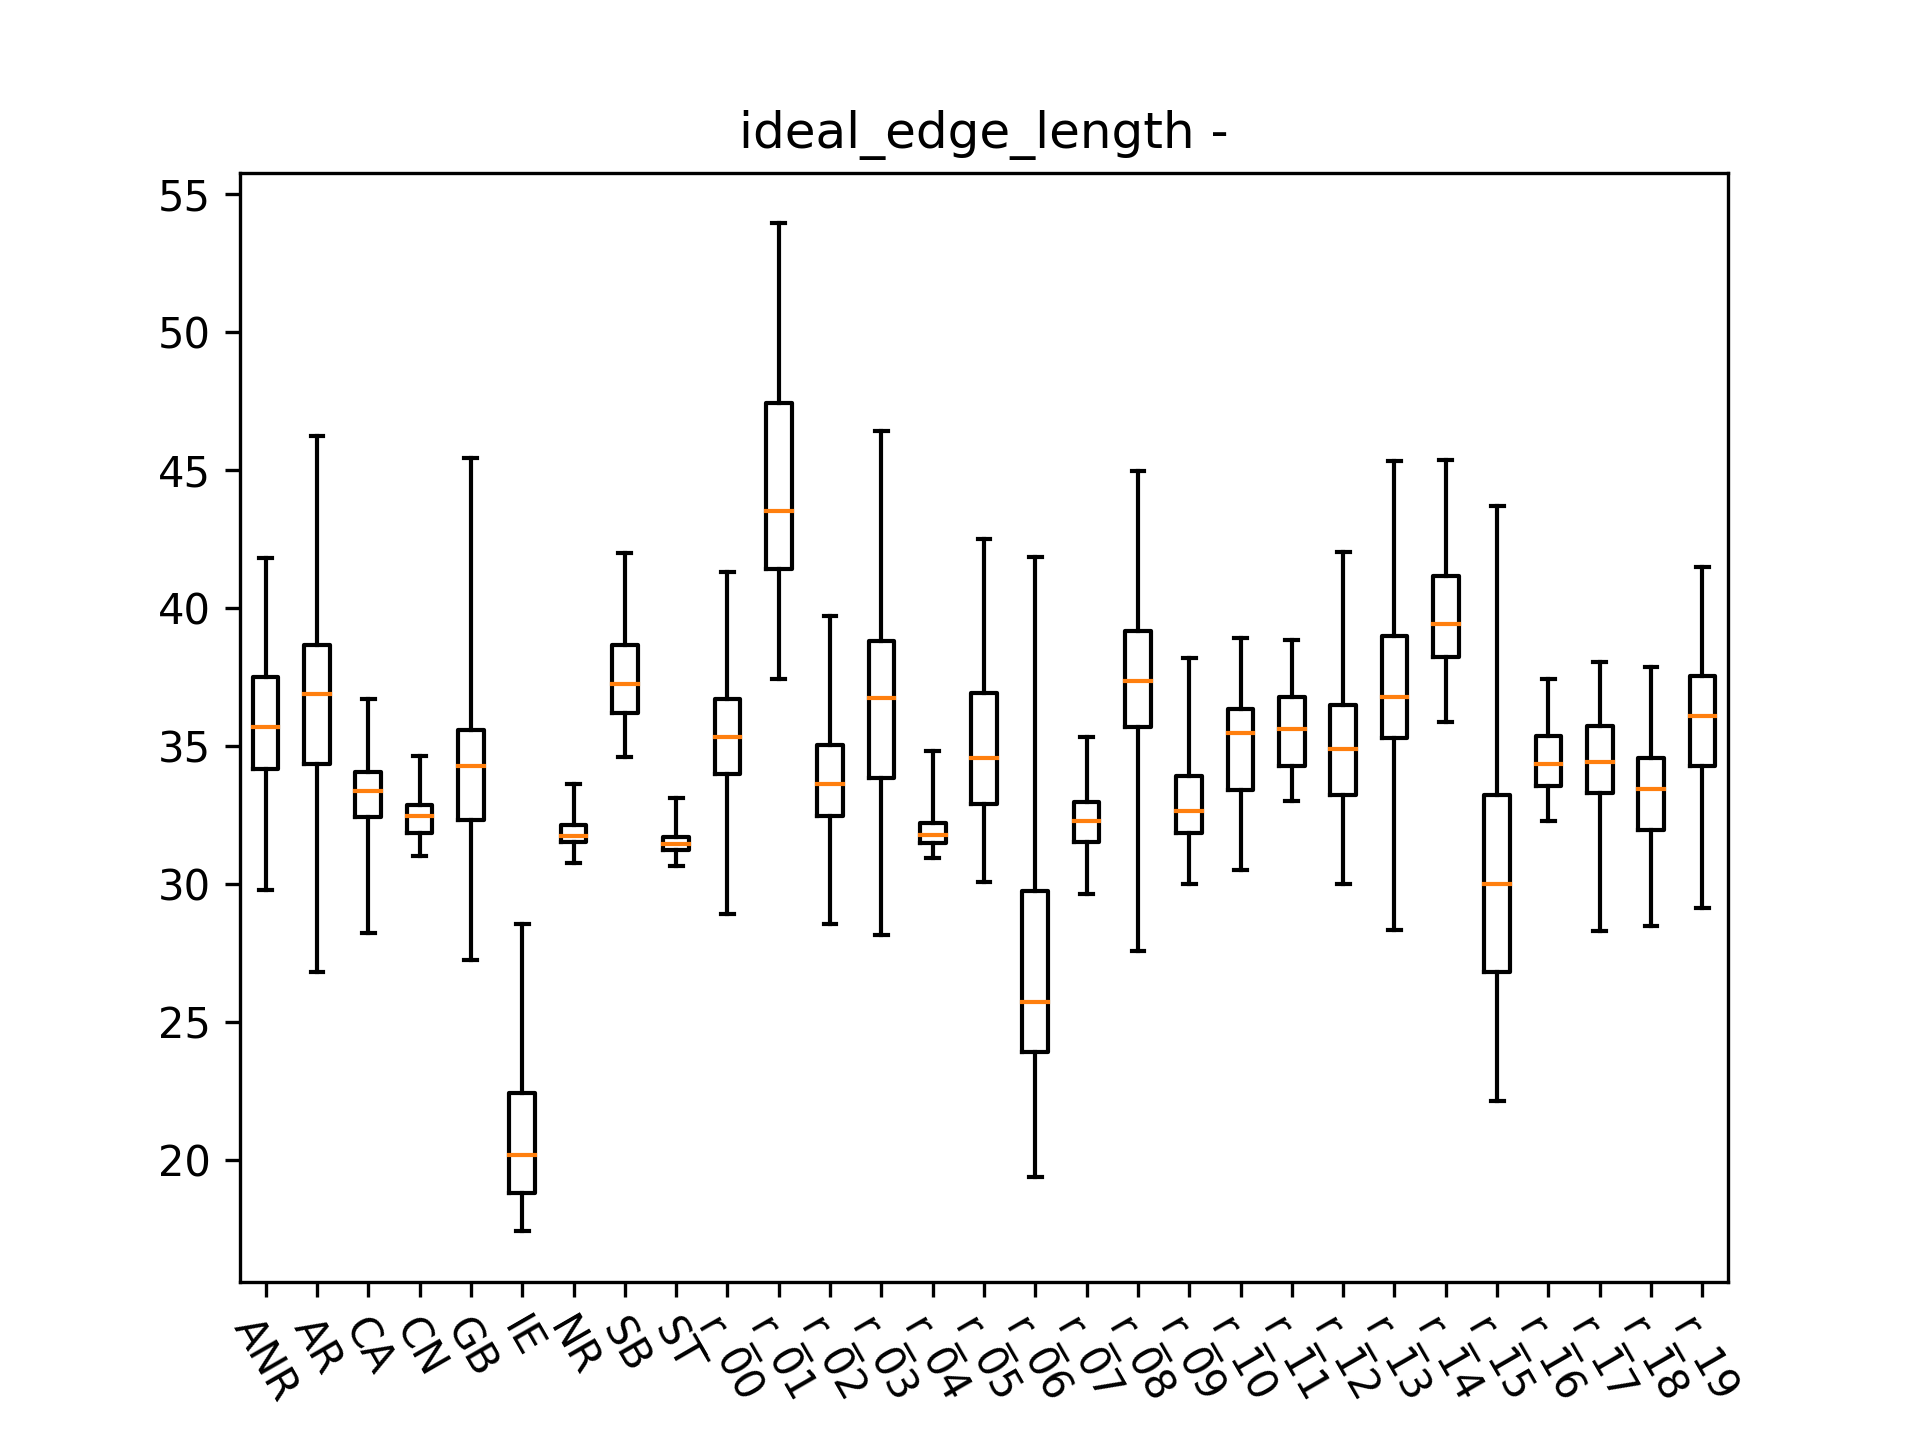 ideal_edge_length -
55
50
45
40
35
30
25
20
ANR
AR
CA
CN
GB
IE
NR
SB
ST
r_00
r_01
r_02
r_03
r_04
r_05
r_06
r_07
r_08
r_09
r_10
r_11
r_12
r_13
r_14
r_15
r_16
r_17
r_18
r_19